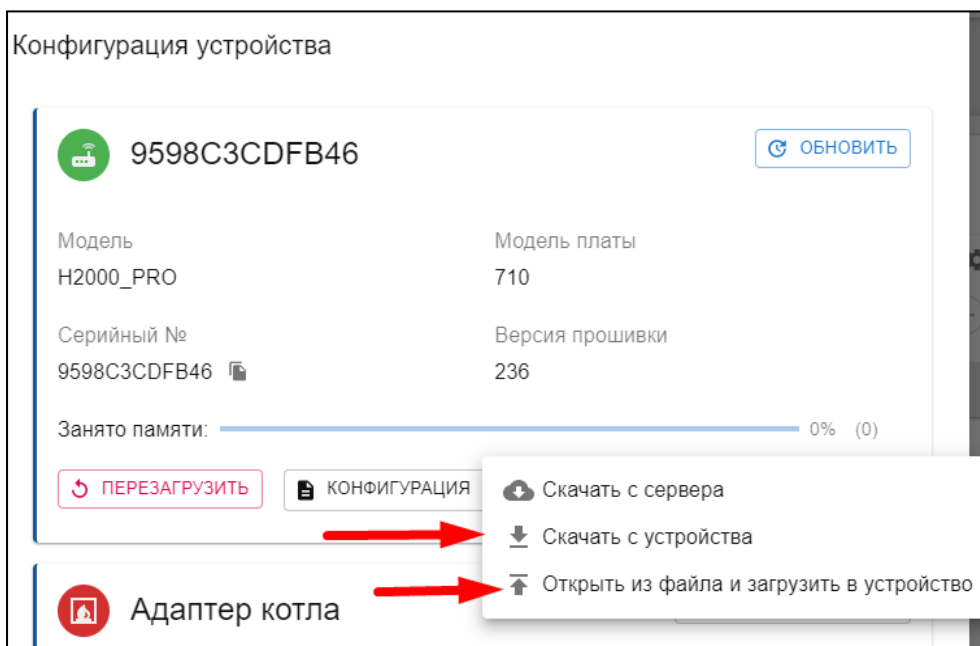 Конфигурация устройства
9598C3CDFB46
ОБНОВИТЬ
Модель
Модель платы
H2000_PRO
710
Серийный №
Версия прошивки
9598C3CDFB46
236
Занято памяти:
0% (0)
ПЕРЕЗАГРУЗИТЬ
КОНФИГУРАЦИЯ
Скачать с сервера
Скачать с устройства
Открыть из файла и загрузить в устройство
Адаптер котла